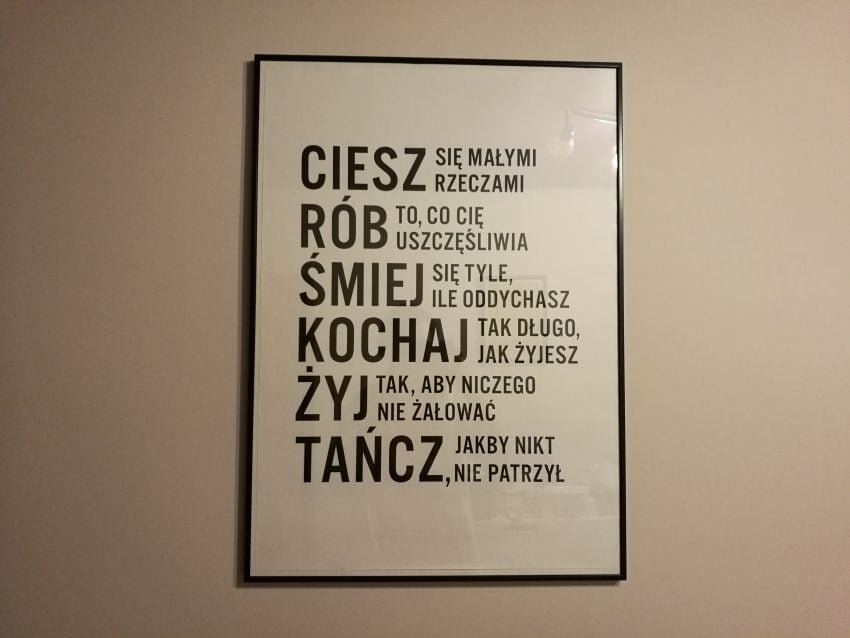 CIESZ SIĘ MAŁYMI
RZECZAMI
RÓB TO, CO CIĘ
USZCZĘŚLIWIA
ŚMIEJ SIĘ TYLE,
ILE ODDYCHASZ
KOCHAJ TAK DŁUGO,
JAK ŻYJESZ
ŻYJ TAK, ABY NICZEGO
NIE ŻAŁOWAĆ
TAŃCZ, JAKBY NIKT
NIE PATRZYŁ